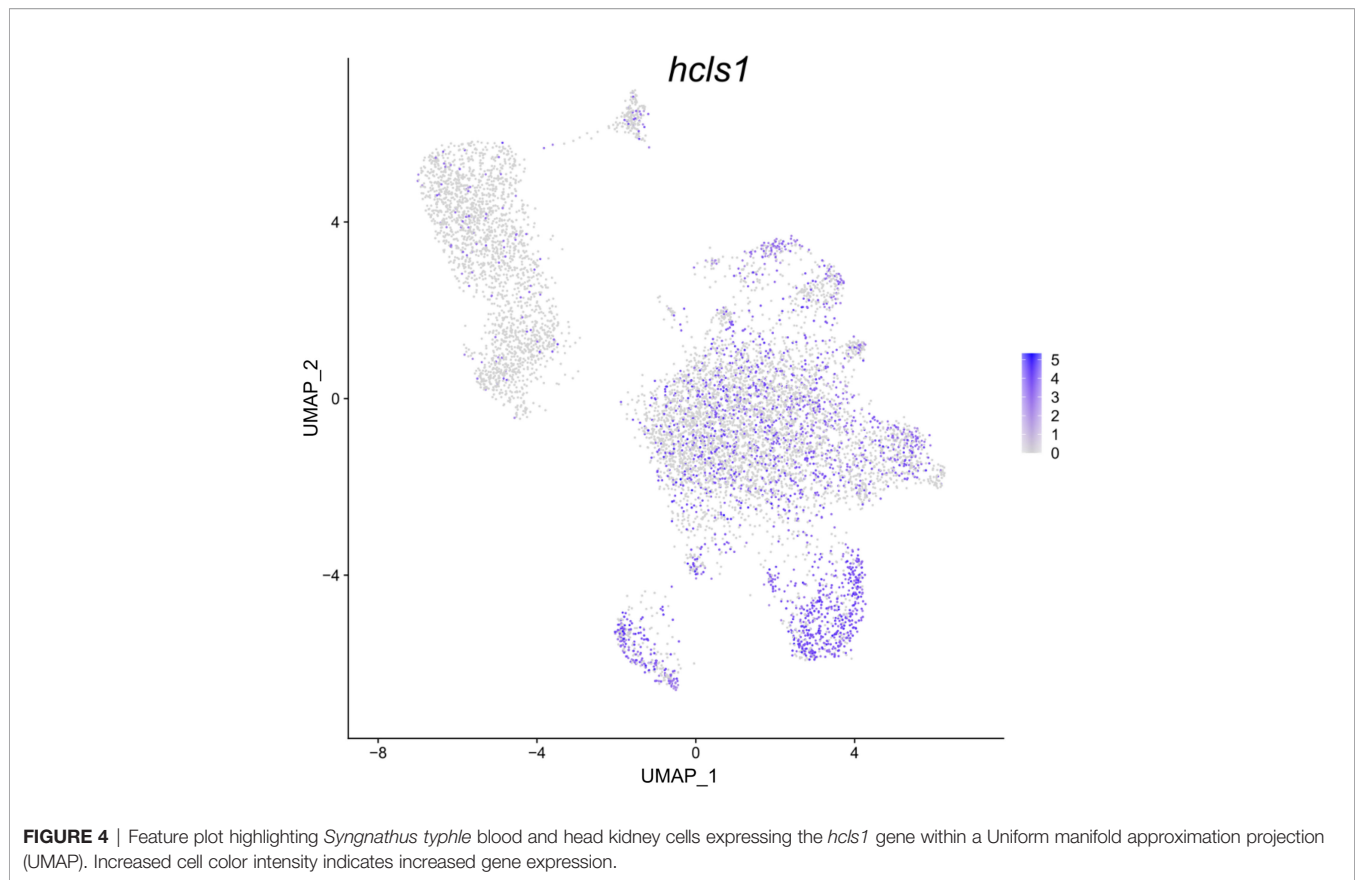 hcls1
4
0
−4
UMAP_2
−8
−4
0
4
UMAP_1
5
4
3
2
1
0
FIGURE 4 | Feature plot highlighting Syngnathus typhle blood and head kidney cells expressing the hcls1 gene within a Uniform manifold approximation projection
(UMAP). Increased cell color intensity indicates increased gene expression.